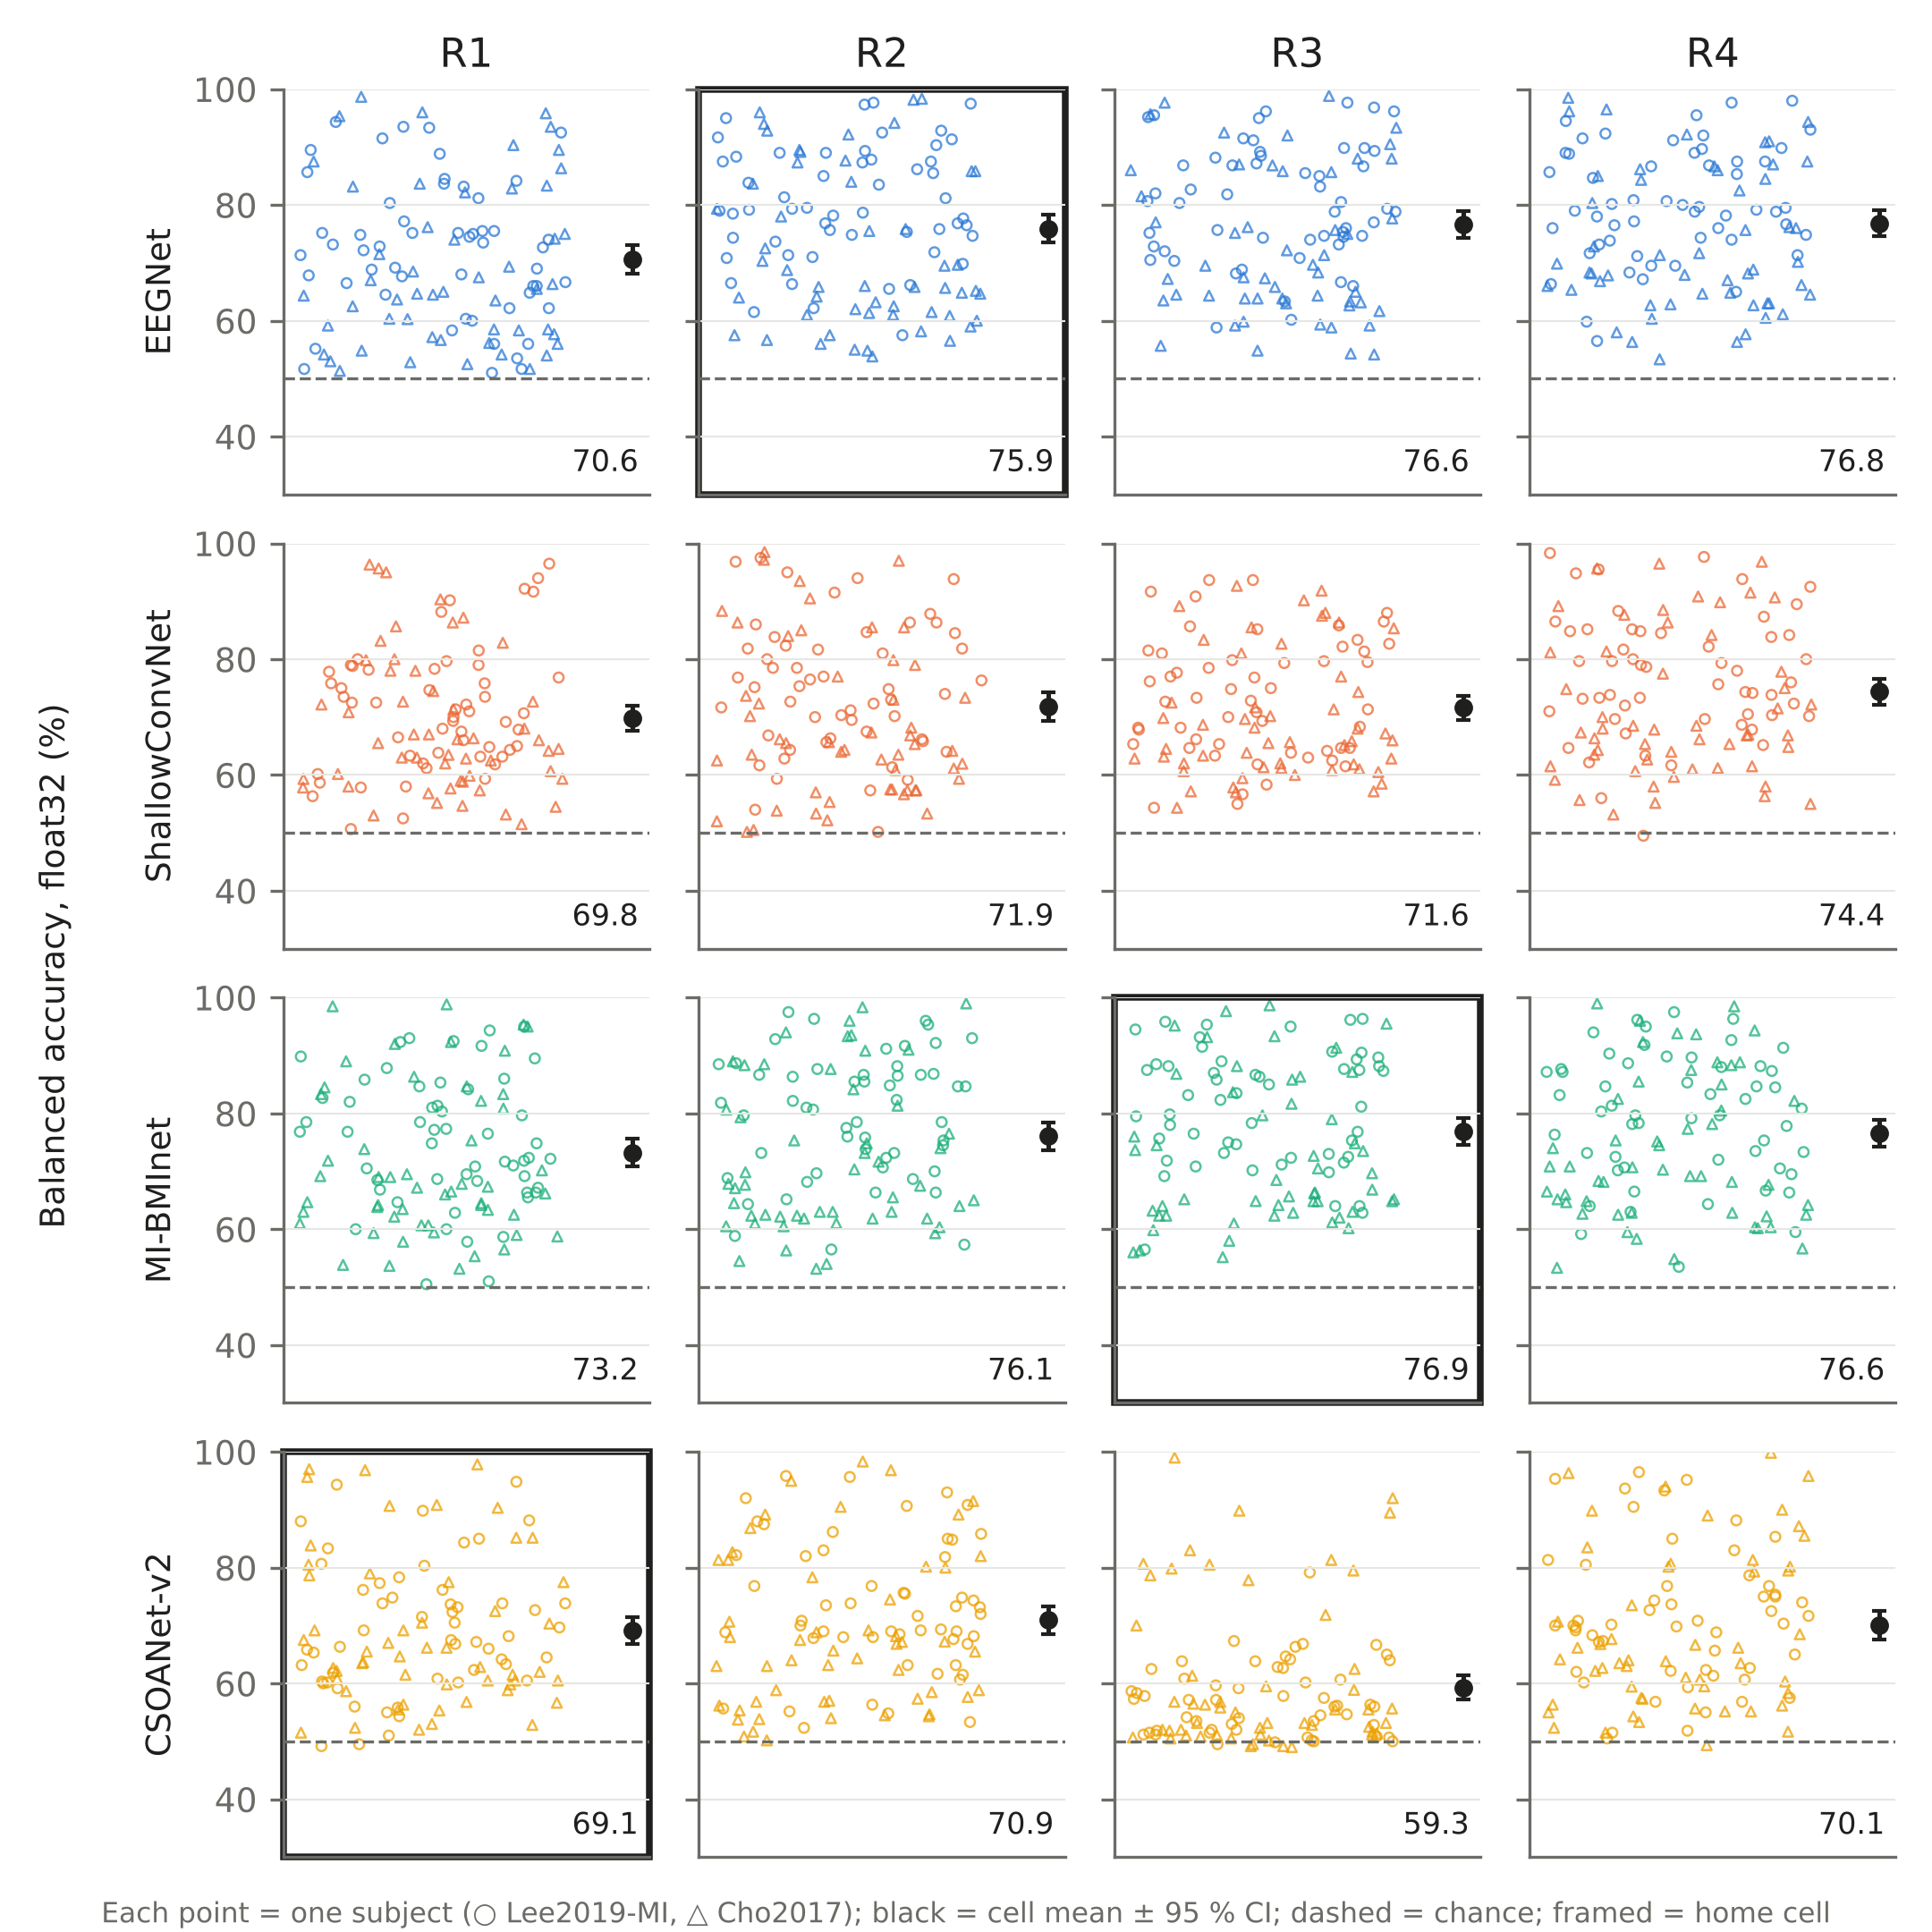 R1 R2 R3 R4
Balanced accuracy, float32 (%)
EEGNet
100
80
60
40
70.6 75.9 76.6 76.8
ShallowConvNet
100
80
60
40
69.8 71.9 71.6 74.4
MI-BMInet
100
80
60
40
73.2 76.1 76.9 76.6
CSOANet-v2
100
80
60
40
69.1 70.9 59.3 70.1
Each point = one subject (○ Lee2019-MI, △ Cho2017); black = cell mean ± 95 % CI; dashed = chance; framed = home cell